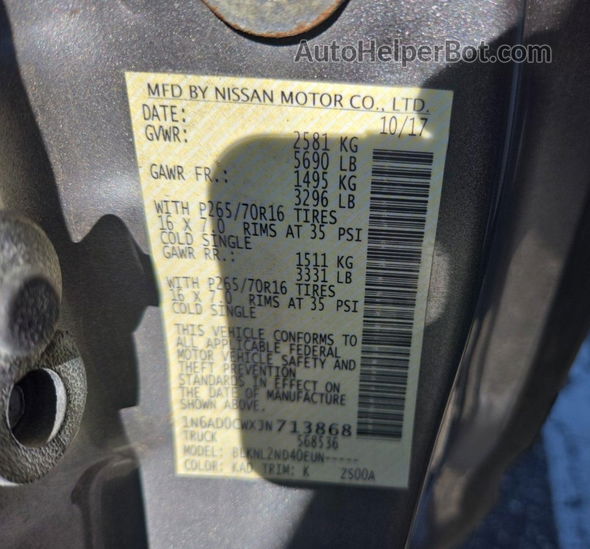 AutoHelperBot.com
MFD BY NISSAN MOTOR CO., LTD.
DATE: 10/17
GVWR: 2581 KG
5690 LB
GAWR FR.: 1495 KG
3296 LB
WITH P265/70R16 TIRES
16 X 7.0 RIMS AT 35 PSI
COLD SINGLE
GAWR RR.: 1511 KG
3331 LB
WITH P265/70R16 TIRES
16 X 7.0 RIMS AT 35 PSI
COLD SINGLE
THIS VEHICLE CONFORMS TO
ALL APPLICABLE FEDERAL
MOTOR VEHICLE SAFETY AND
THEFT PREVENTION
STANDARDS IN EFFECT ON
THE DATE OF MANUFACTURE
SHOWN ABOVE.
1N6AD0CWXJN713868
TRUCK 568536
MODEL: BEKNL2ND40EUN-----
COLOR: KAD TRIM: K 2S00A